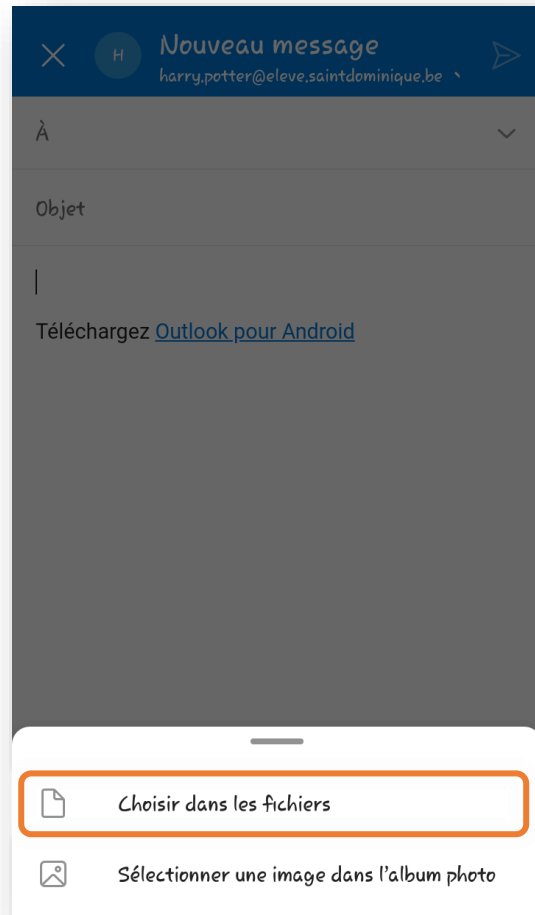 H
Nouveau message
harry.potter@eleve.saintdominique.be
À
Objet
Téléchargez Outlook pour Android
Choisir dans les fichiers
Sélectionner une image dans l'album photo